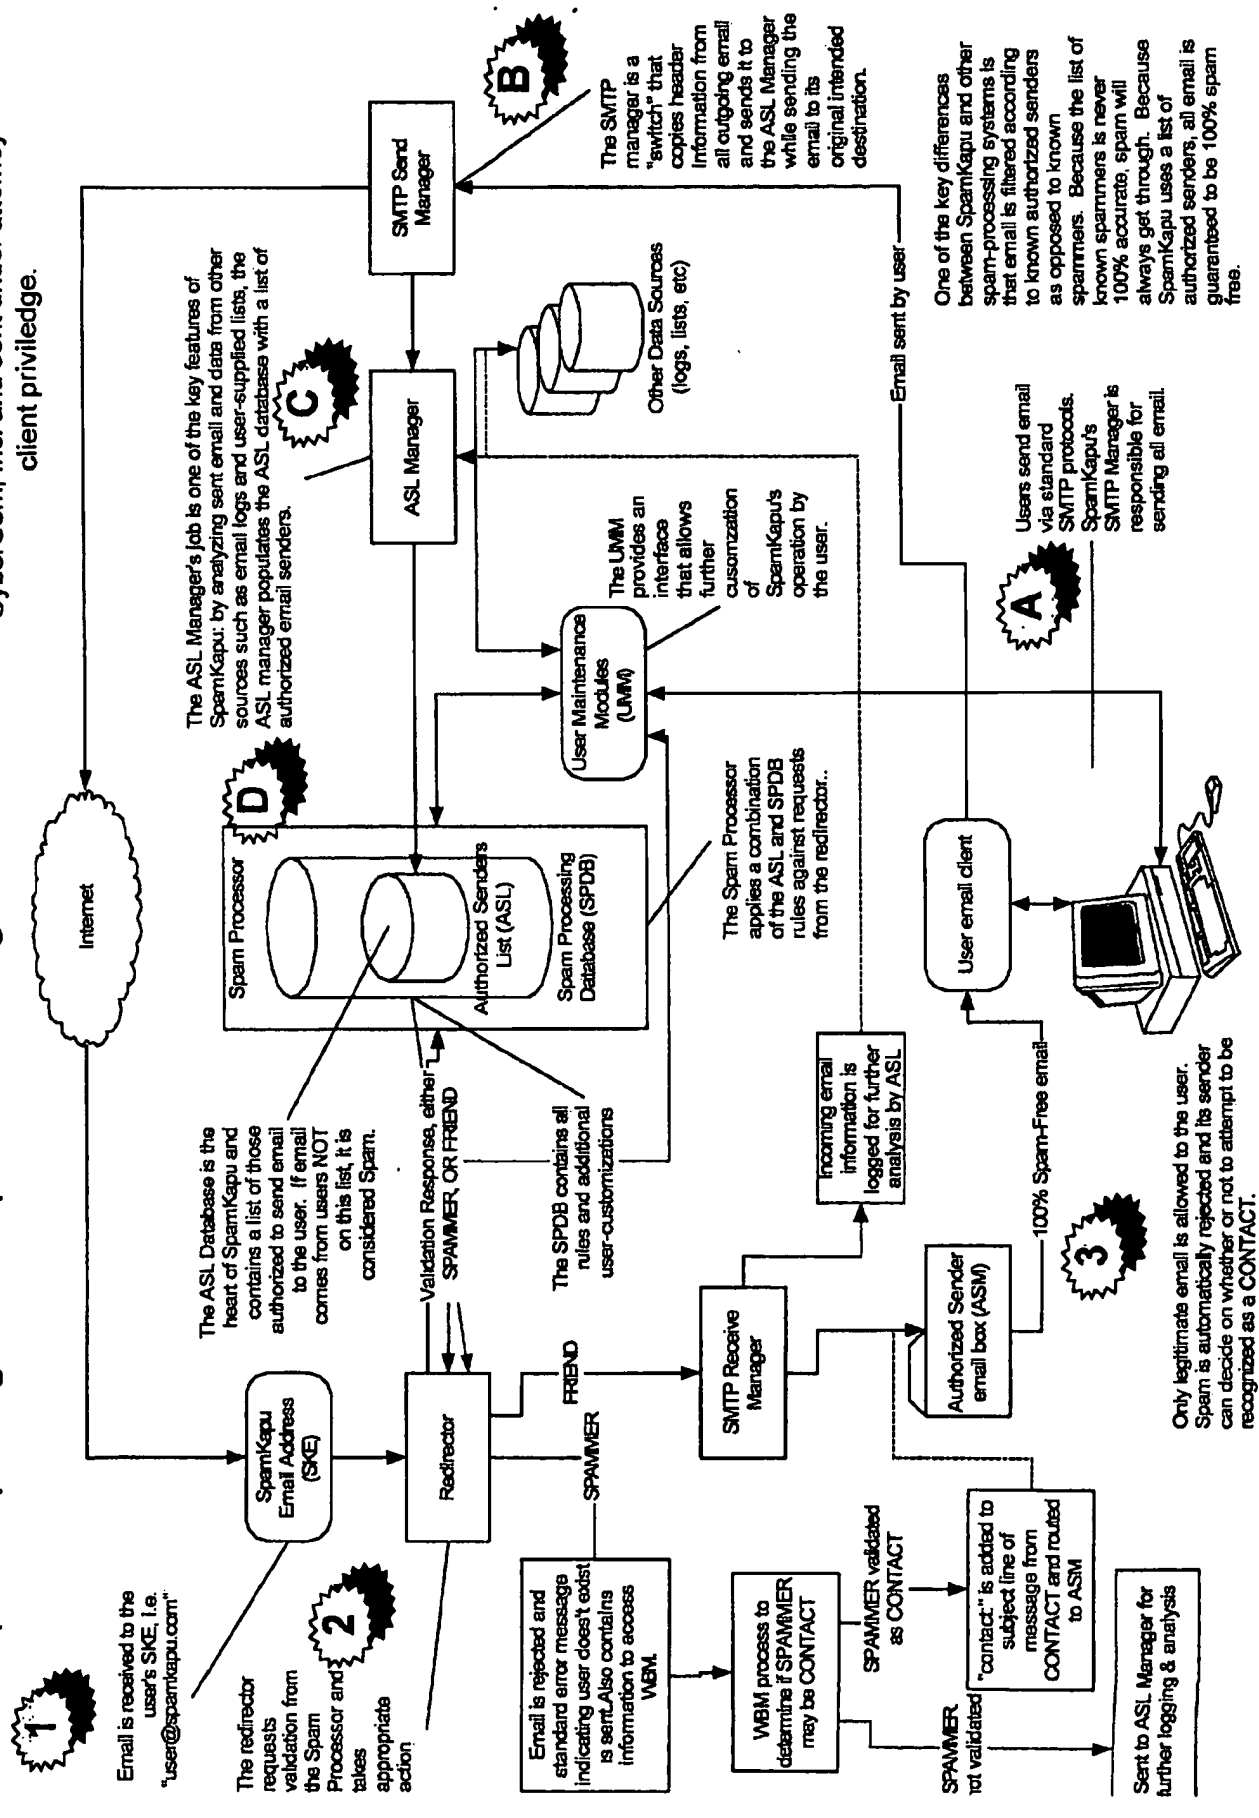 client priviledge.
Internet
1
Email is received to the
user's SKE, i.e.
"user@spamkapu.com"
SpamKapu
Email Address
(SKE)
2
The redirector
requests
validation from
the Spam
Processor and
takes
appropriate
action
Redirector
The ASL Database is the
heart of SpamKapu and
contains a list of those
authorized to send email
to the user. If email
comes from users NOT
on this list, it is
considered Spam.
Validation Response, either
SPAMMER, OR FRIEND
The SPDB contains all
rules and additional
user-customizations
D
Spam Processor
Authorized Senders
List (ASL)
Spam Processing
Database (SPDB)
The Spam Processor
applies a combination
of the ASL and SPDB
rules against requests
from the redirector..
The ASL Manager's job is one of the key features of
SpamKapu: by analyzing sent email and data from other
sources such as email logs and user-supplied lists, the
ASL manager populates the ASL database with a list of
authorized email senders.
C
ASL Manager
SMTP Send
Manager
B
The SMTP
manager is a
"switch" that
copies header
information from
all outgoing email
and sends it to
the ASL Manager
while sending the
email to its
original intended
destination.
Other Data Sources
(logs, lists, etc)
User Maintenance
Modules
(UMM)
The UMM
provides an
interface
that allows
further
cusomzation
of
SpamKapu's
operation by
the user.
FRIEND
SPAMMER
Email is rejected and
standard error message
indicating user does't exist
is sent.Also contains
information to access
WBM.
WBM process to
determine if SPAMMER
may be CONTACT
SPAMMER validated
as CONTACT
SPAMMER
not validated
"contact:" is added to
subject line of
message from
CONTACT and routed
to ASM
Sent to ASL Manager for
further logging & analysis
SMTP Receive
Manager
Incoming email
information is
logged for further
analysis by ASL
Authorized Sender
email box (ASM)
100% Spam-Free email
3
Only legitimate email is allowed to the user.
Spam is automatically rejected and its sender
can decide on whether or not to attempt to be
recognized as a CONTACT.
User email client
Email sent by user
A
Users send email
via standard
SMTP protocols.
SpamKapu's
SMTP Manager is
responsible for
sending all email.
One of the key differences
between SpamKapu and other
spam-processing systems is
that email is filtered according
to known authorized senders
as opposed to known
spammers. Because the list of
known spammers is never
100% accurate, spam will
always get through. Because
SpamKapu uses a list of
authorized senders, all email is
guaranteed to be 100% spam
free.